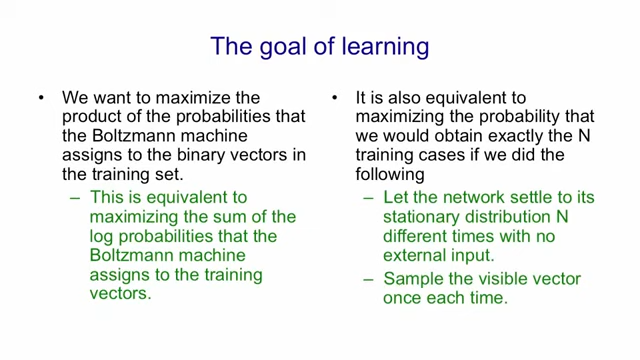 The goal of learning
• We want to maximize the
product of the probabilities that
the Boltzmann machine
assigns to the binary vectors in
the training set.
– This is equivalent to
maximizing the sum of the
log probabilities that the
Boltzmann machine
assigns to the training
vectors.
• It is also equivalent to
maximizing the probability that
we would obtain exactly the N
training cases if we did the
following
– Let the network settle to its
stationary distribution N
different times with no
external input.
– Sample the visible vector
once each time.